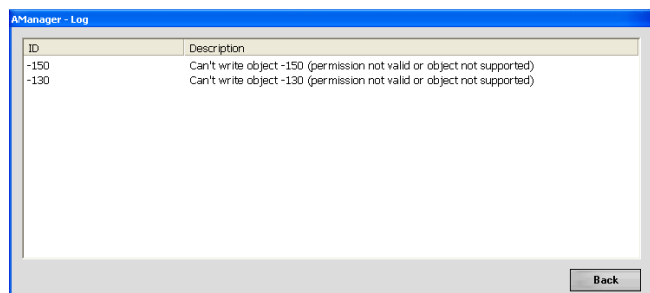 AManager - Log
ID Description
-150 Can't write object -150 (permission not valid or object not supported)
-130 Can't write object -130 (permission not valid or object not supported)
Back